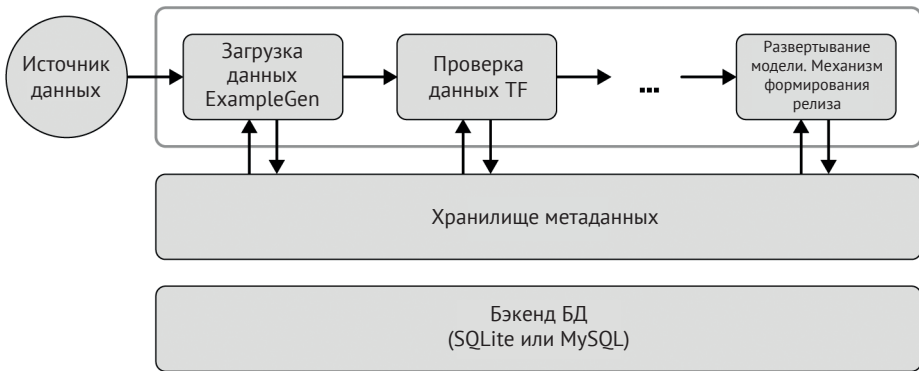 Источник
данных
Загрузка
данных
ExampleGen
Проверка
данных TF
...
Развертывание
модели. Механизм
формирования
релиза
Хранилище метаданных
Бэкенд БД
(SQLite или MySQL)